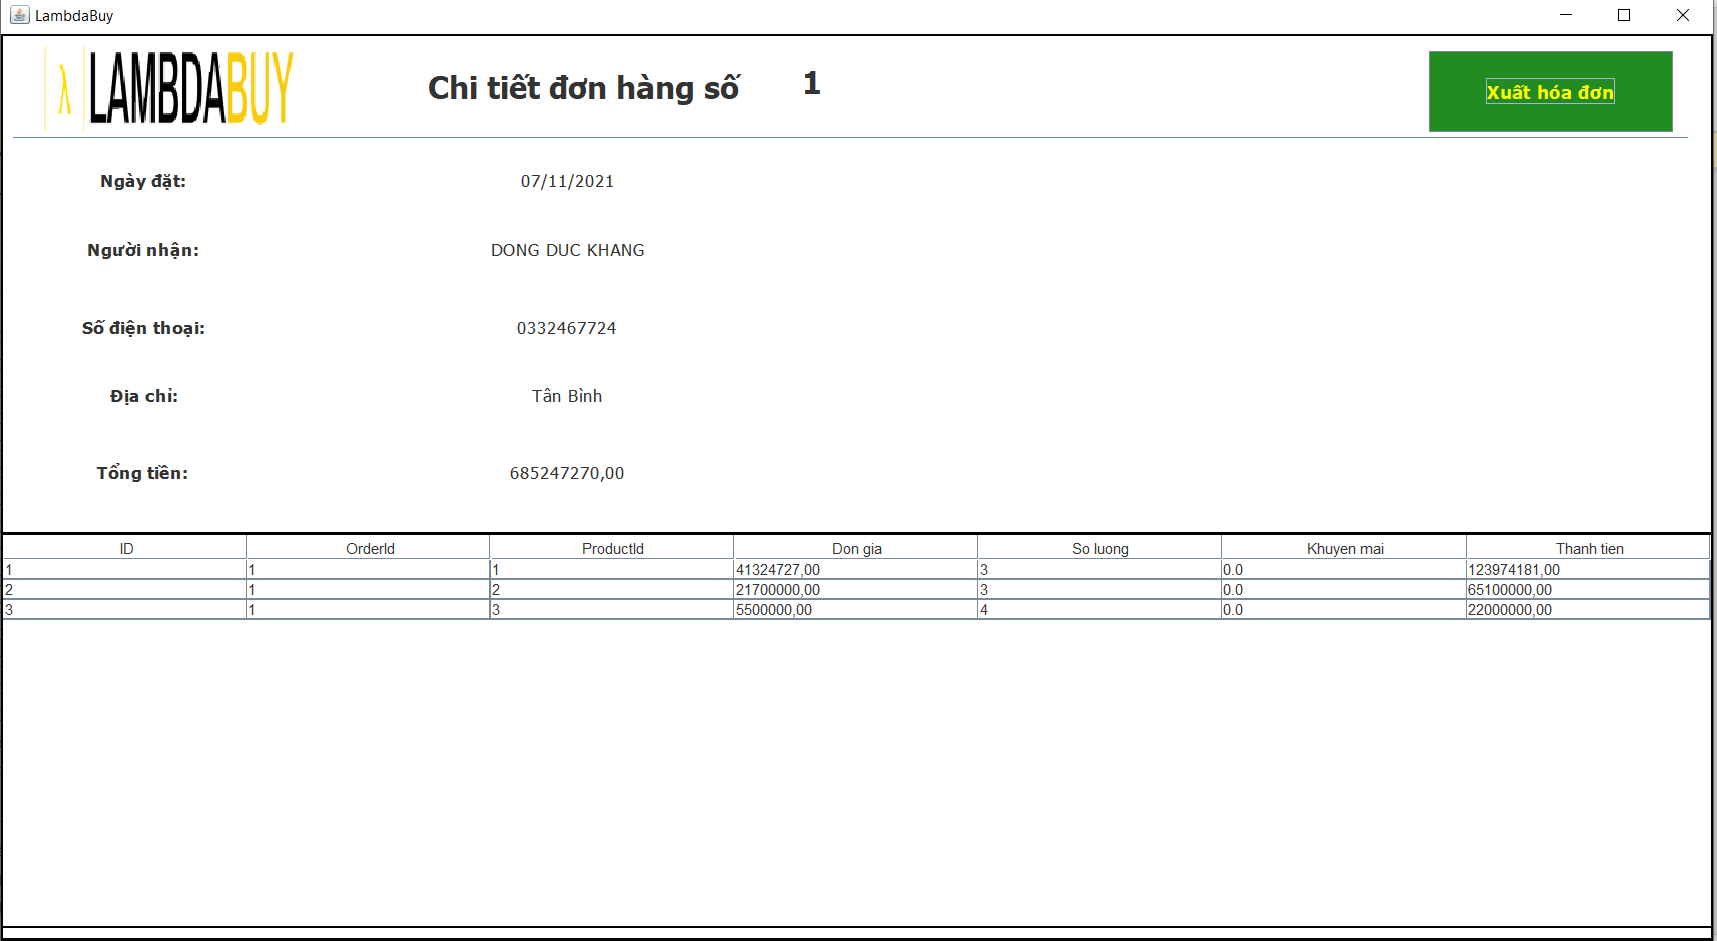 LambdaBuy
λ LAMBDABUY Chi tiết đơn hàng số 1 Xuất hóa đơn
Ngày đặt: 07/11/2021
Người nhận: DONG DUC KHANG
Số điện thoại: 0332467724
Địa chỉ: Tân Bình
Tổng tiền: 685247270,00
ID OrderId ProductId Don gia So luong Khuyen mai Thanh tien
1 1 1 41324727,00 3 0.0 123974181,00
2 1 2 21700000,00 3 0.0 65100000,00
3 1 3 5500000,00 4 0.0 22000000,00